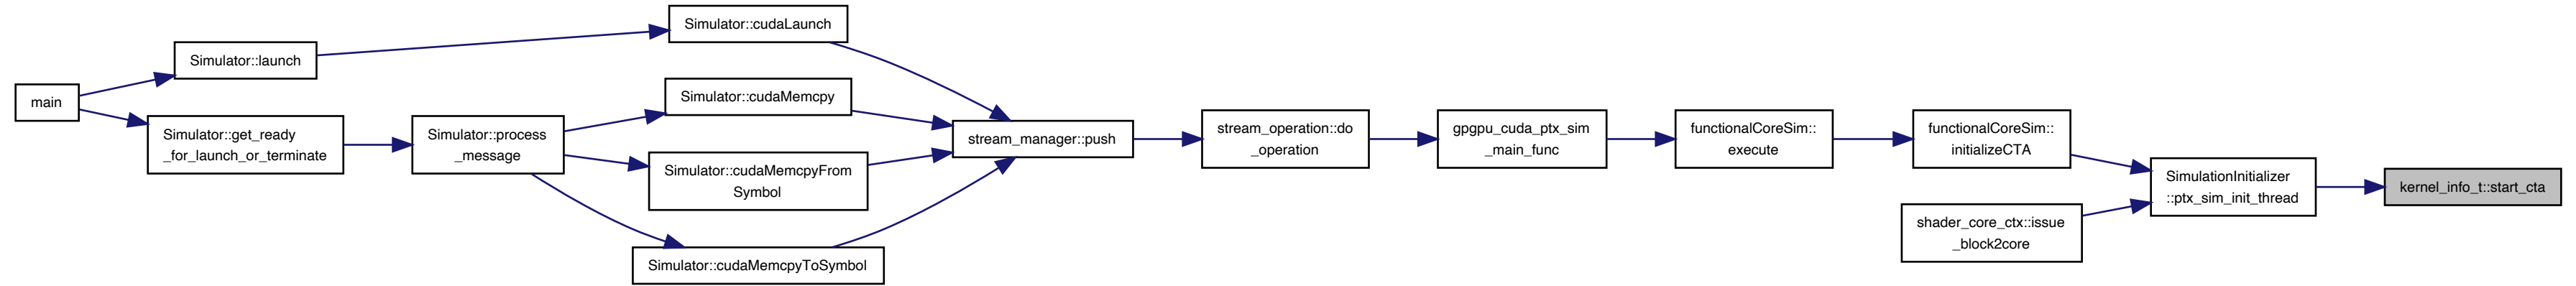 main
Simulator::launch
Simulator::get_ready
_for_launch_or_terminate
Simulator::process
_message
Simulator::cudaLaunch
Simulator::cudaMemcpy
Simulator::cudaMemcpyFrom
Symbol
Simulator::cudaMemcpyToSymbol
stream_manager::push
stream_operation::do
_operation
gpgpu_cuda_ptx_sim
_main_func
functionalCoreSim::
execute
functionalCoreSim::
initializeCTA
shader_core_ctx::issue
_block2core
SimulationInitializer
::ptx_sim_init_thread
kernel_info_t::start_cta